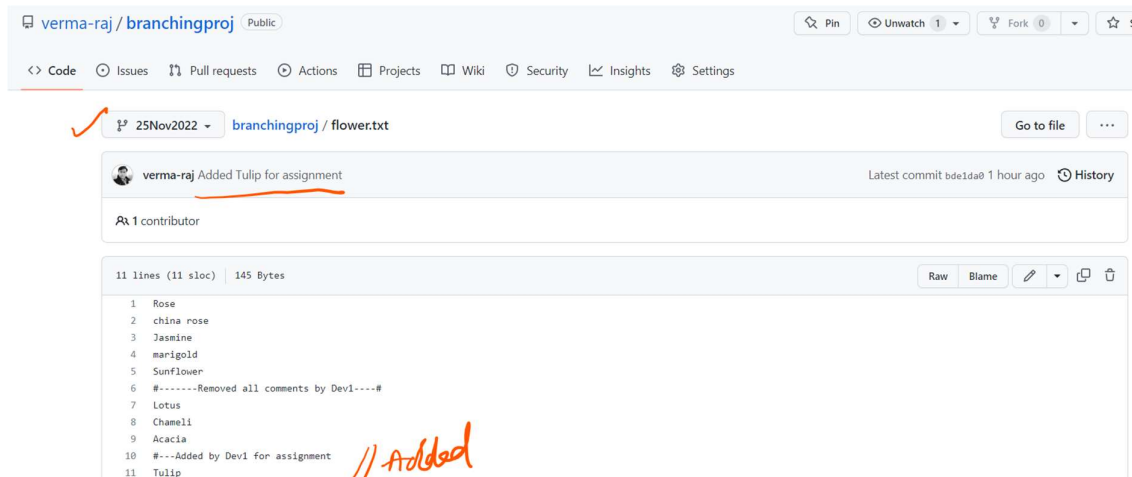 verma-raj / branchingproj Public
Pin Unwatch 1 Fork 0
Code Issues Pull requests Actions Projects Wiki Security Insights Settings
25Nov2022 branchingproj / flower.txt Go to file ...
verma-raj Added Tulip for assignment Latest commit bde1da0 1 hour ago History
1 contributor
11 lines (11 sloc) 145 Bytes Raw Blame
1 Rose
2 china rose
3 Jasmine
4 marigold
5 Sunflower
6 #-------Removed all comments by Dev1----#
7 Lotus
8 Chameli
9 Acacia
10 #---Added by Dev1 for assignment
// Added
11 Tulip